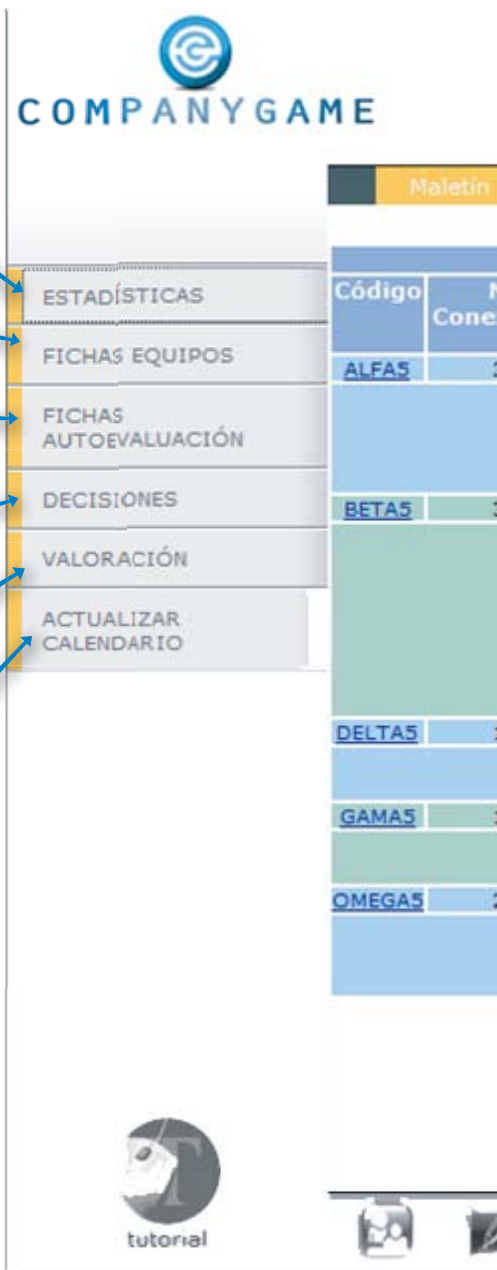 COMPANYGAME
Maletín
ESTADÍSTICAS
FICHAS EQUIPOS
FICHAS
AUTOEVALUACIÓN
DECISIONES
VALORACIÓN
ACTUALIZAR
CALENDARIO
Código
ALFA5
BETA5
DELTA5
GAMA5
OMEGA5
T
tutorial